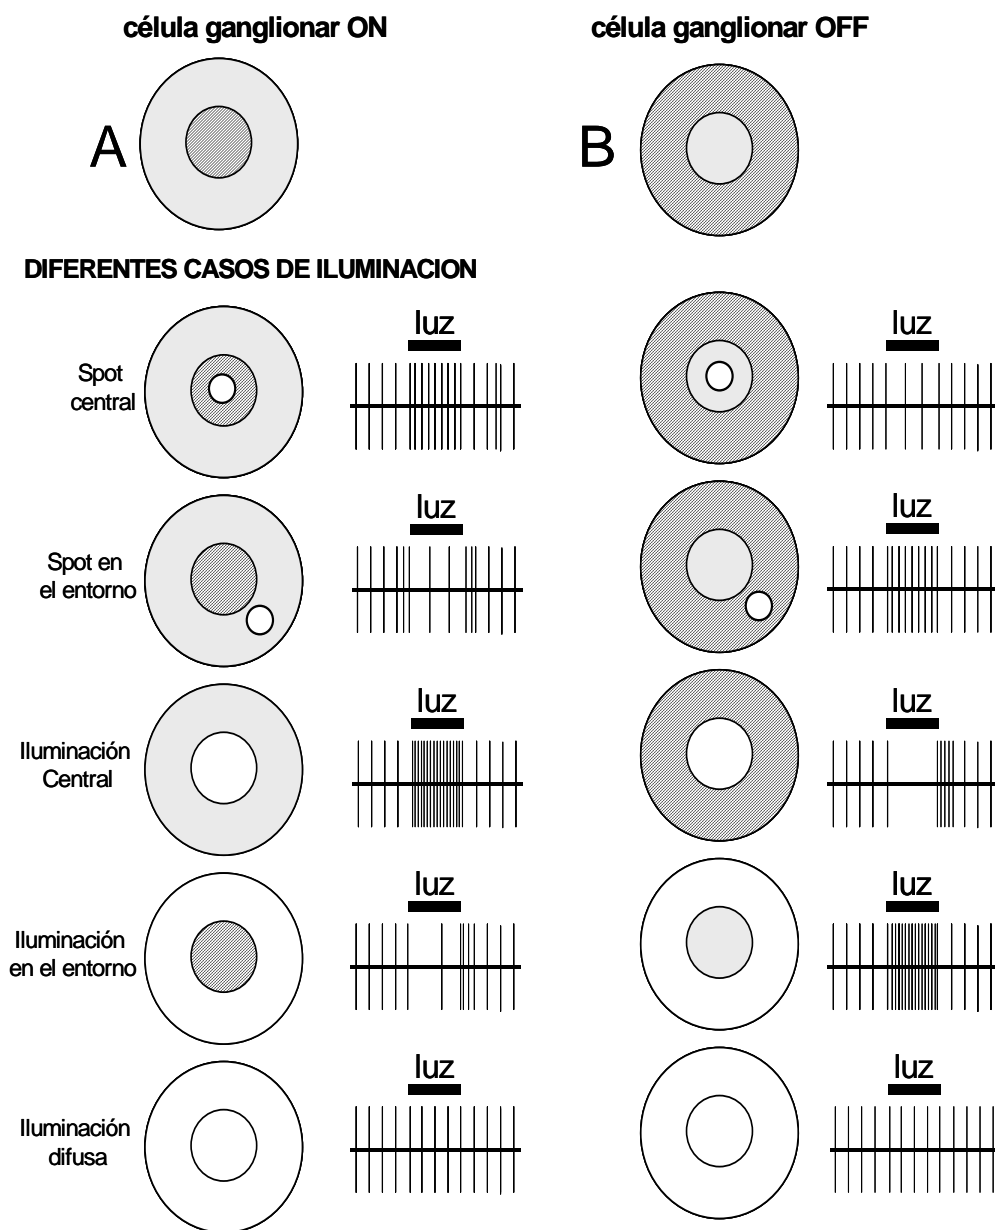 célula ganglionar ON
célula ganglionar OFF
A
B
DIFERENTES CASOS DE ILUMINACION
Spot
central
luz
luz
Spot en
el entorno
luz
luz
Iluminación
Central
luz
luz
Iluminación
en el entorno
luz
luz
Iluminación
difusa
luz
luz